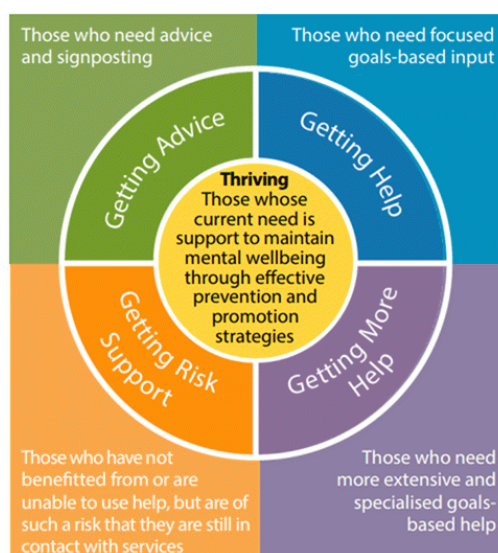 Those who need advice
and signposting
Those who need focused
goals-based input
Getting Advice
Getting Help
Thriving
Those whose
current need is
support to maintain
mental wellbeing
through effective
prevention and
promotion
strategies
Getting Risk
Support
Getting More
Help
Those who have not
benefitted from or are
unable to use help, but are of
such a risk that they are still in
contact with services
Those who need
more extensive and
specialised goals-
based help